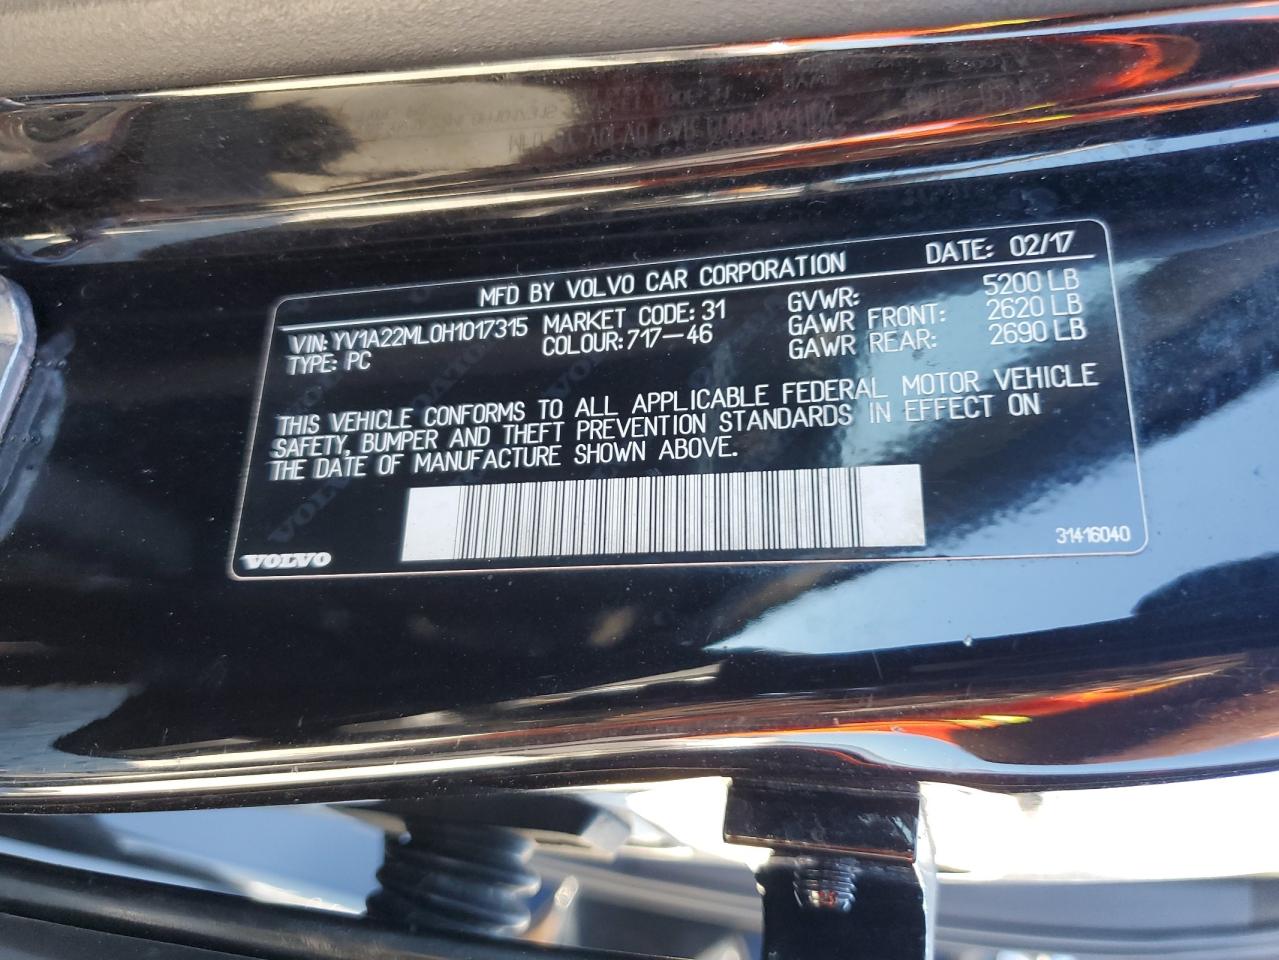 MFD BY VOLVO CAR CORPORATION DATE: 02/17
VIN: YV1A22ML0H1017315 MARKET CODE: 31 GVWR: 5200 LB
TYPE: PC COLOUR: 717-46 GAWR FRONT: 2620 LB
GAWR REAR: 2690 LB
THIS VEHICLE CONFORMS TO ALL APPLICABLE FEDERAL MOTOR VEHICLE
SAFETY, BUMPER AND THEFT PREVENTION STANDARDS IN EFFECT ON
THE DATE OF MANUFACTURE SHOWN ABOVE.
VOLVO 31416040